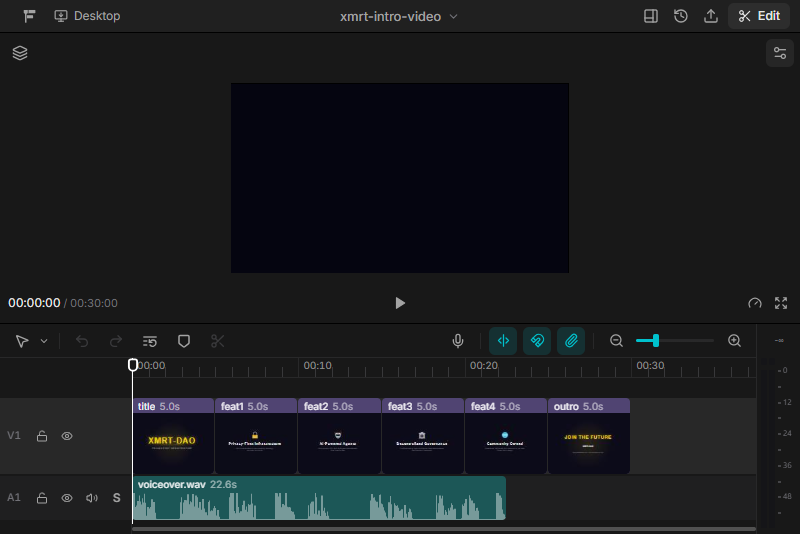 Desktop
xmrt-intro-video
Edit
00:00:00 / 00:30:00
00:00 00:10 00:20 00:30
title 5.0s feat1 5.0s feat2 5.0s feat3 5.0s feat4 5.0s outro 5.0s
V1
XMRT-DAO
Privacy-First Infrastructure
AI-Powered Agents
Decentralized Governance
Community Owned
JOIN THE FUTURE
A1 S
voiceover.wav 22.6s
-∞
0
-12
-24
-36
-48